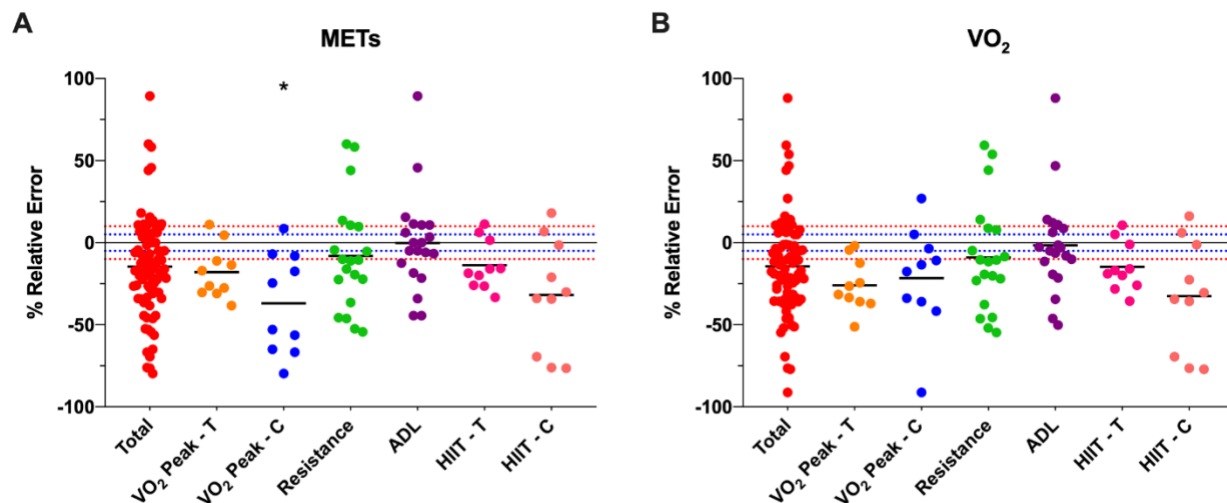 A
METs
% Relative Error
100
50
0
-50
-100
*
Total
VO₂ Peak - T
VO₂ Peak - C
Resistance
ADL
HIIT - T
HIIT - C
B
VO₂
% Relative Error
100
50
0
-50
-100
Total
VO₂ Peak - T
VO₂ Peak - C
Resistance
ADL
HIIT - T
HIIT - C